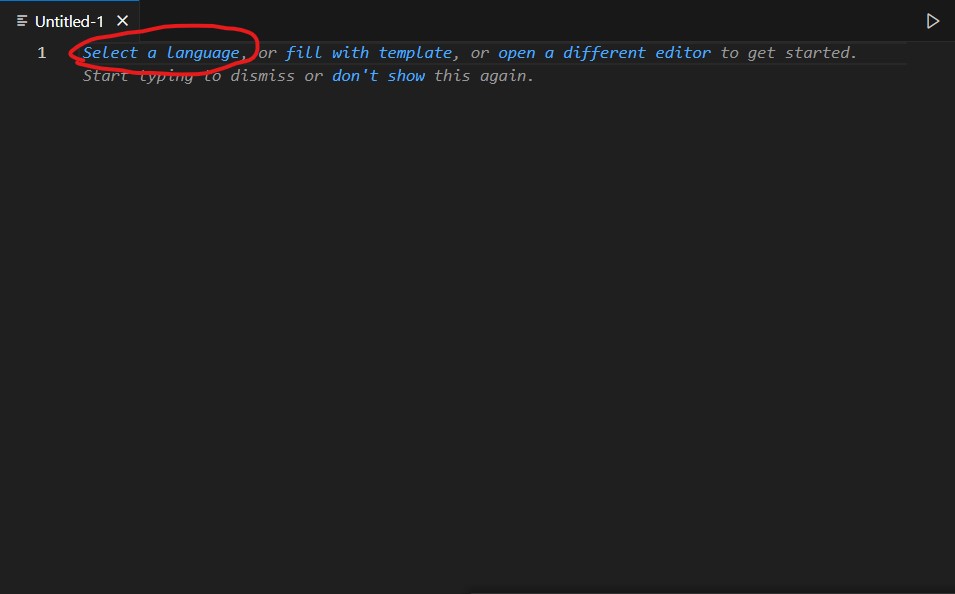 Untitled-1
1 Select a language, or fill with template, or open a different editor to get started.
Start typing to dismiss or don't show this again.